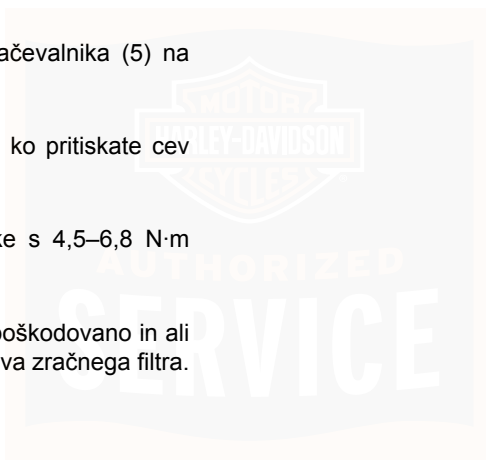 ačevalnika (5) na
ko pritiskate cev
ke s 4,5–6,8 N·m
poškodovano in ali
va zračnega filtra.
MOTOR
HARLEY-DAVIDSON
CYCLES
AUTHORIZED
SERVICE